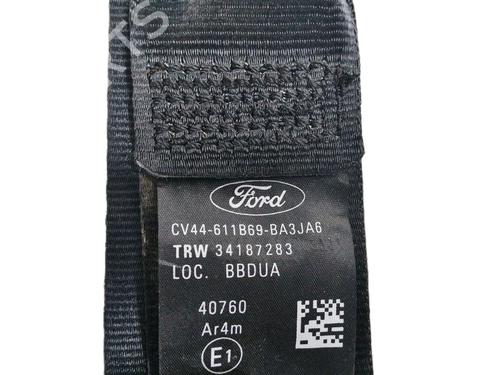 Ford
CV44-611B69-BA3JA6
TRW 34187283
LOC. BBDUA
40760
Ar4m
E1